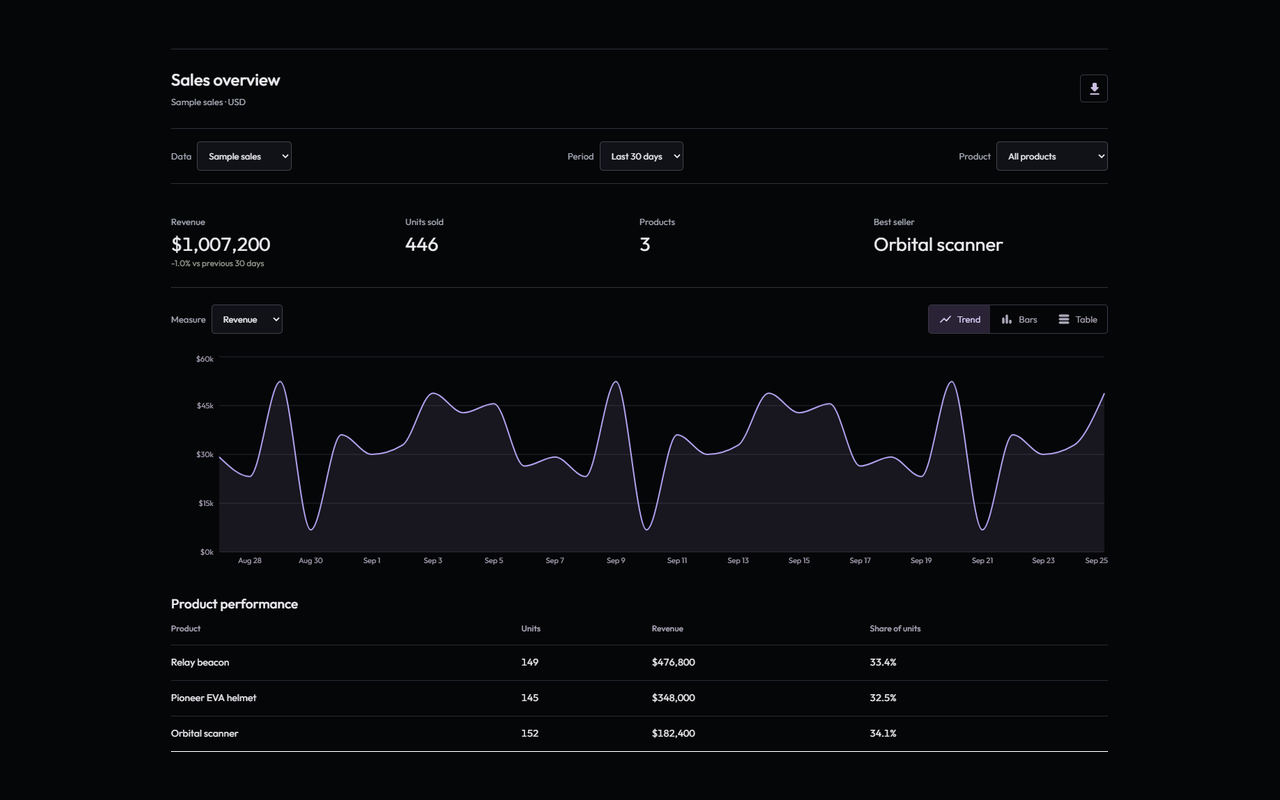 Sales overview
Sample sales · USD
Data Sample sales Period Last 30 days Product All products
Revenue Units sold Products Best seller
$1,007,200 446 3 Orbital scanner
-1.0% vs previous 30 days
Measure Revenue Trend Bars Table
$60k
$45k
$30k
$15k
$0k
Aug 28 Aug 30 Sep 1 Sep 3 Sep 5 Sep 7 Sep 9 Sep 11 Sep 13 Sep 15 Sep 17 Sep 19 Sep 21 Sep 23 Sep 25
Product performance
Product Units Revenue Share of units
Relay beacon 149 $476,800 33.4%
Pioneer EVA helmet 145 $348,000 32.5%
Orbital scanner 152 $182,400 34.1%